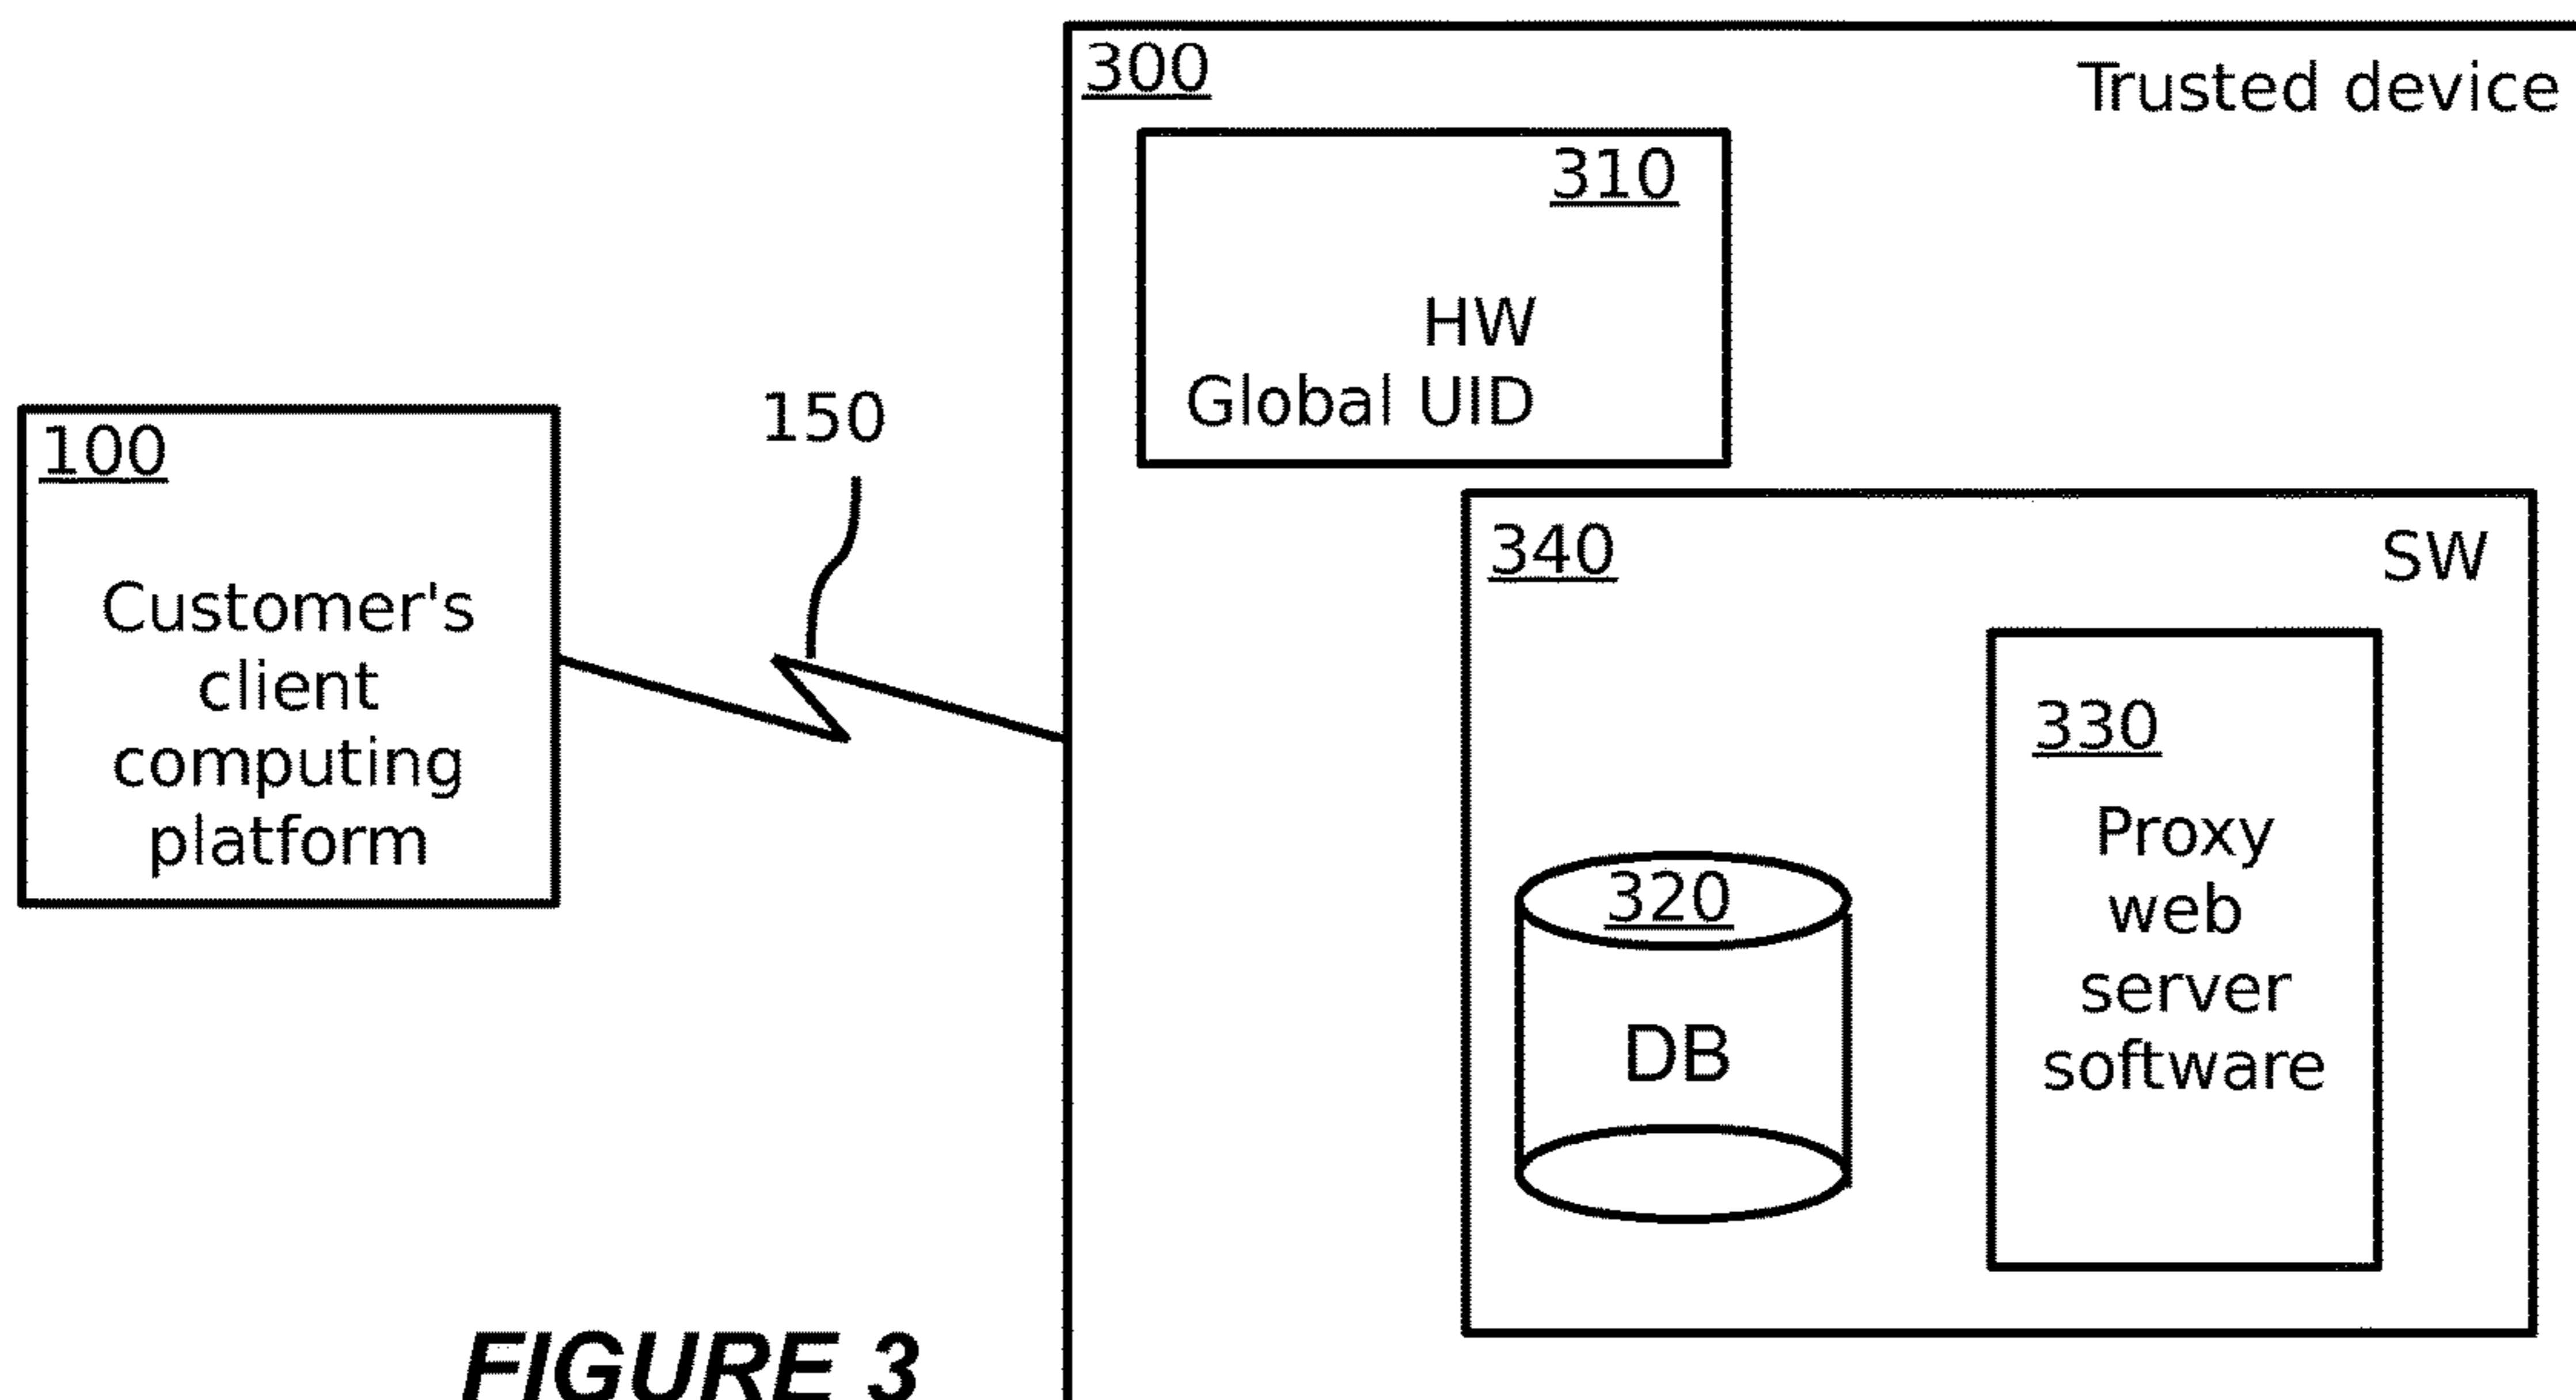 300
Trusted device
310
HW
Global UID
100
Customer's
client
computing
platform
150
340
SW
330
Proxy
web
server
software
320
DB
FIGURE 3